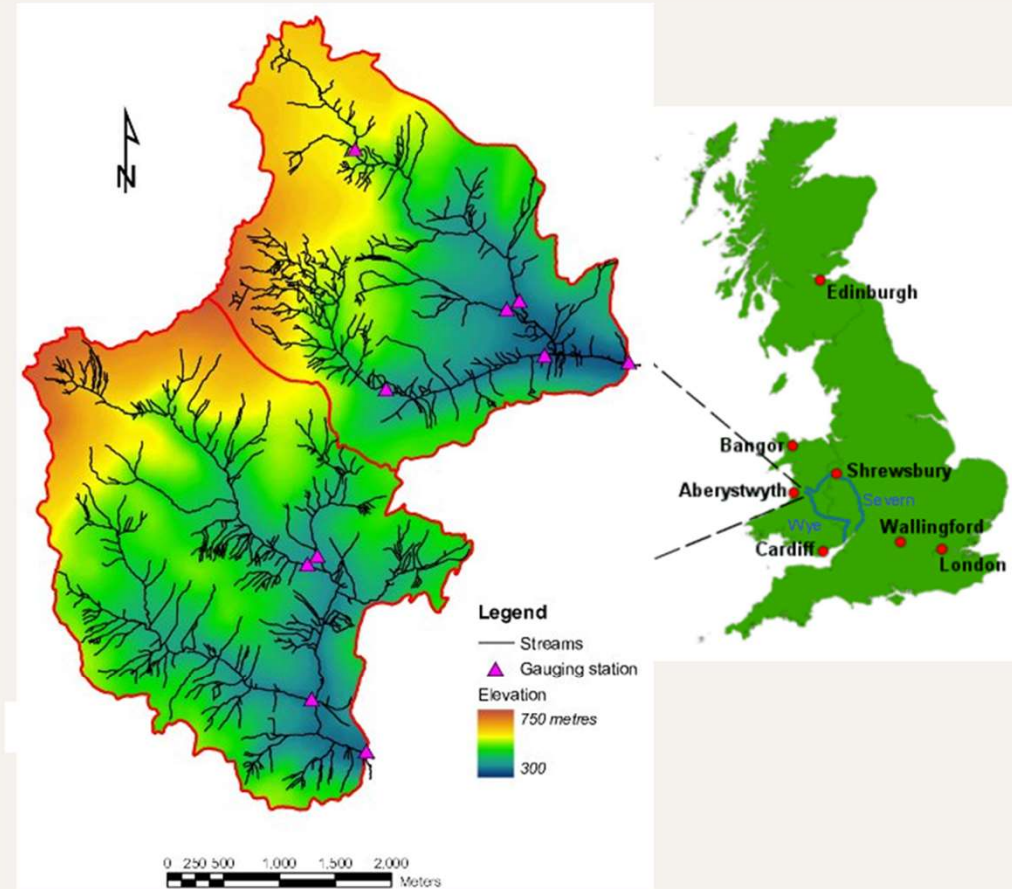 N
Edinburgh
Bangor
Shrewsbury
Aberystwyth
Severn
Wye
Wallingford
Cardiff
London
Legend
Streams
Gauging station
Elevation
750 metres
300
0 250 500 1,000 1,500 2,000
Meters